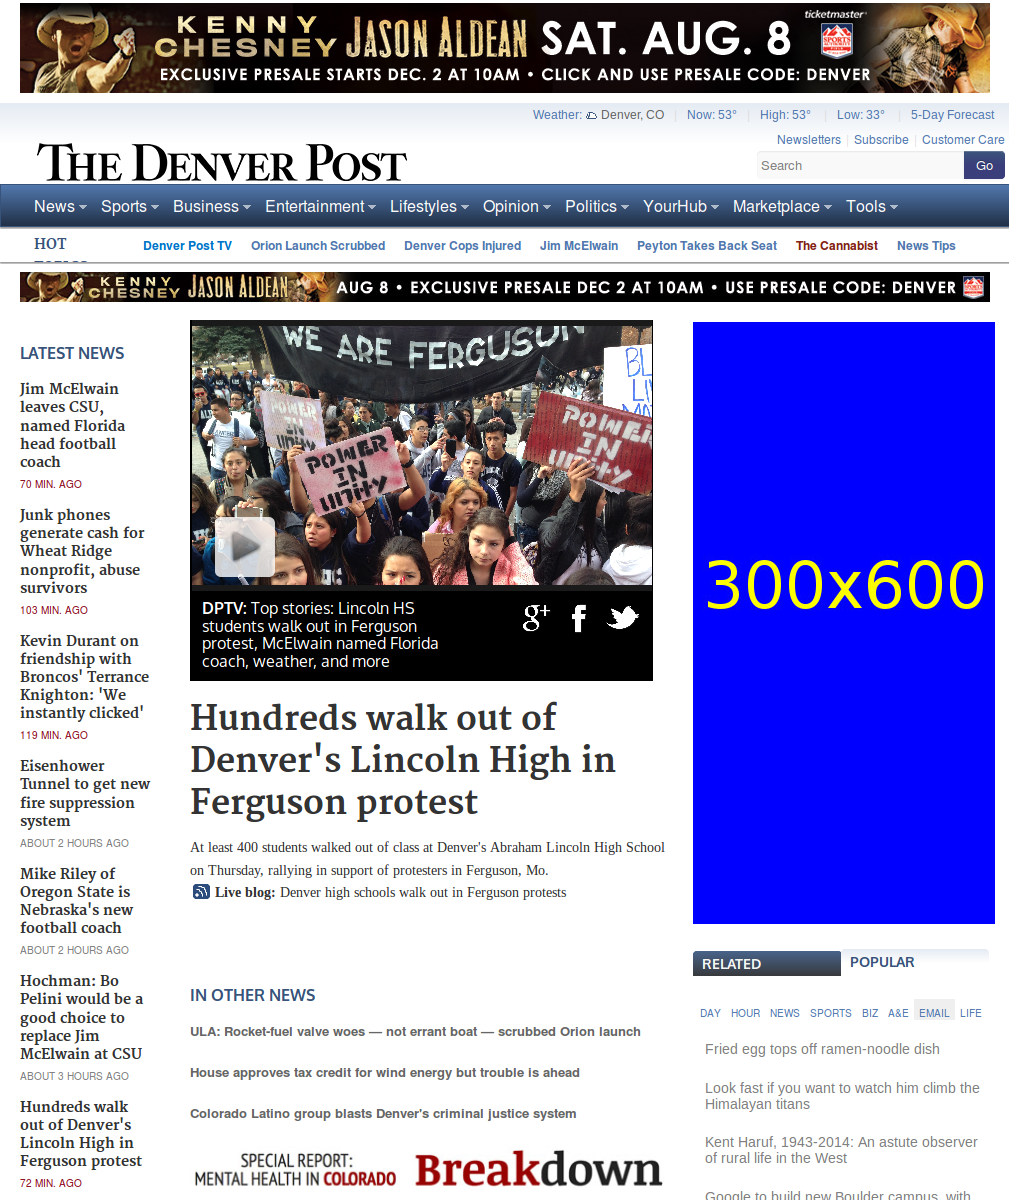 KENNY CHESNEY JASON ALDEAN SAT. AUG. 8 ticketmaster SPORTS AUTHORITY FIELD
EXCLUSIVE PRESALE STARTS DEC. 2 AT 10AM • CLICK AND USE PRESALE CODE: DENVER
Weather: Denver, CO | Now: 53° | High: 53° | Low: 33° | 5-Day Forecast
Newsletters | Subscribe | Customer Care
THE DENVER POST
Search Go
News Sports Business Entertainment Lifestyles Opinion Politics YourHub Marketplace Tools
HOT
Denver Post TV Orion Launch Scrubbed Denver Cops Injured Jim McElwain Peyton Takes Back Seat The Cannabist News Tips
KENNY CHESNEY JASON ALDEAN AUG 8 • EXCLUSIVE PRESALE DEC 2 AT 10AM • USE PRESALE CODE: DENVER
LATEST NEWS
Jim McElwain
leaves CSU,
named Florida
head football
coach
70 MIN. AGO
Junk phones
generate cash for
Wheat Ridge
nonprofit, abuse
survivors
103 MIN. AGO
Kevin Durant on
friendship with
Broncos' Terrance
Knighton: 'We
instantly clicked'
119 MIN. AGO
Eisenhower
Tunnel to get new
fire suppression
system
ABOUT 2 HOURS AGO
Mike Riley of
Oregon State is
Nebraska's new
football coach
ABOUT 2 HOURS AGO
Hochman: Bo
Pelini would be a
good choice to
replace Jim
McElwain at CSU
ABOUT 3 HOURS AGO
Hundreds walk
out of Denver's
Lincoln High in
Ferguson protest
72 MIN. AGO
WE ARE FERGUSON
BL
LIV
POWER
IN
UNITY
POWER
IN
UNITY
POWER
IN
UNITY
DPTV: Top stories: Lincoln HS
students walk out in Ferguson
protest, McElwain named Florida
coach, weather, and more
g+ f
Hundreds walk out of
Denver's Lincoln High in
Ferguson protest
At least 400 students walked out of class at Denver's Abraham Lincoln High School
on Thursday, rallying in support of protesters in Ferguson, Mo.
Live blog: Denver high schools walk out in Ferguson protests
IN OTHER NEWS
ULA: Rocket-fuel valve woes — not errant boat — scrubbed Orion launch
House approves tax credit for wind energy but trouble is ahead
Colorado Latino group blasts Denver's criminal justice system
SPECIAL REPORT:
MENTAL HEALTH IN COLORADO
Breakdown
300x600
RELATED POPULAR
DAY HOUR NEWS SPORTS BIZ A&E EMAIL LIFE
Fried egg tops off ramen-noodle dish
Look fast if you want to watch him climb the
Himalayan titans
Kent Haruf, 1943-2014: An astute observer
of rural life in the West
Google to build new Boulder campus, with